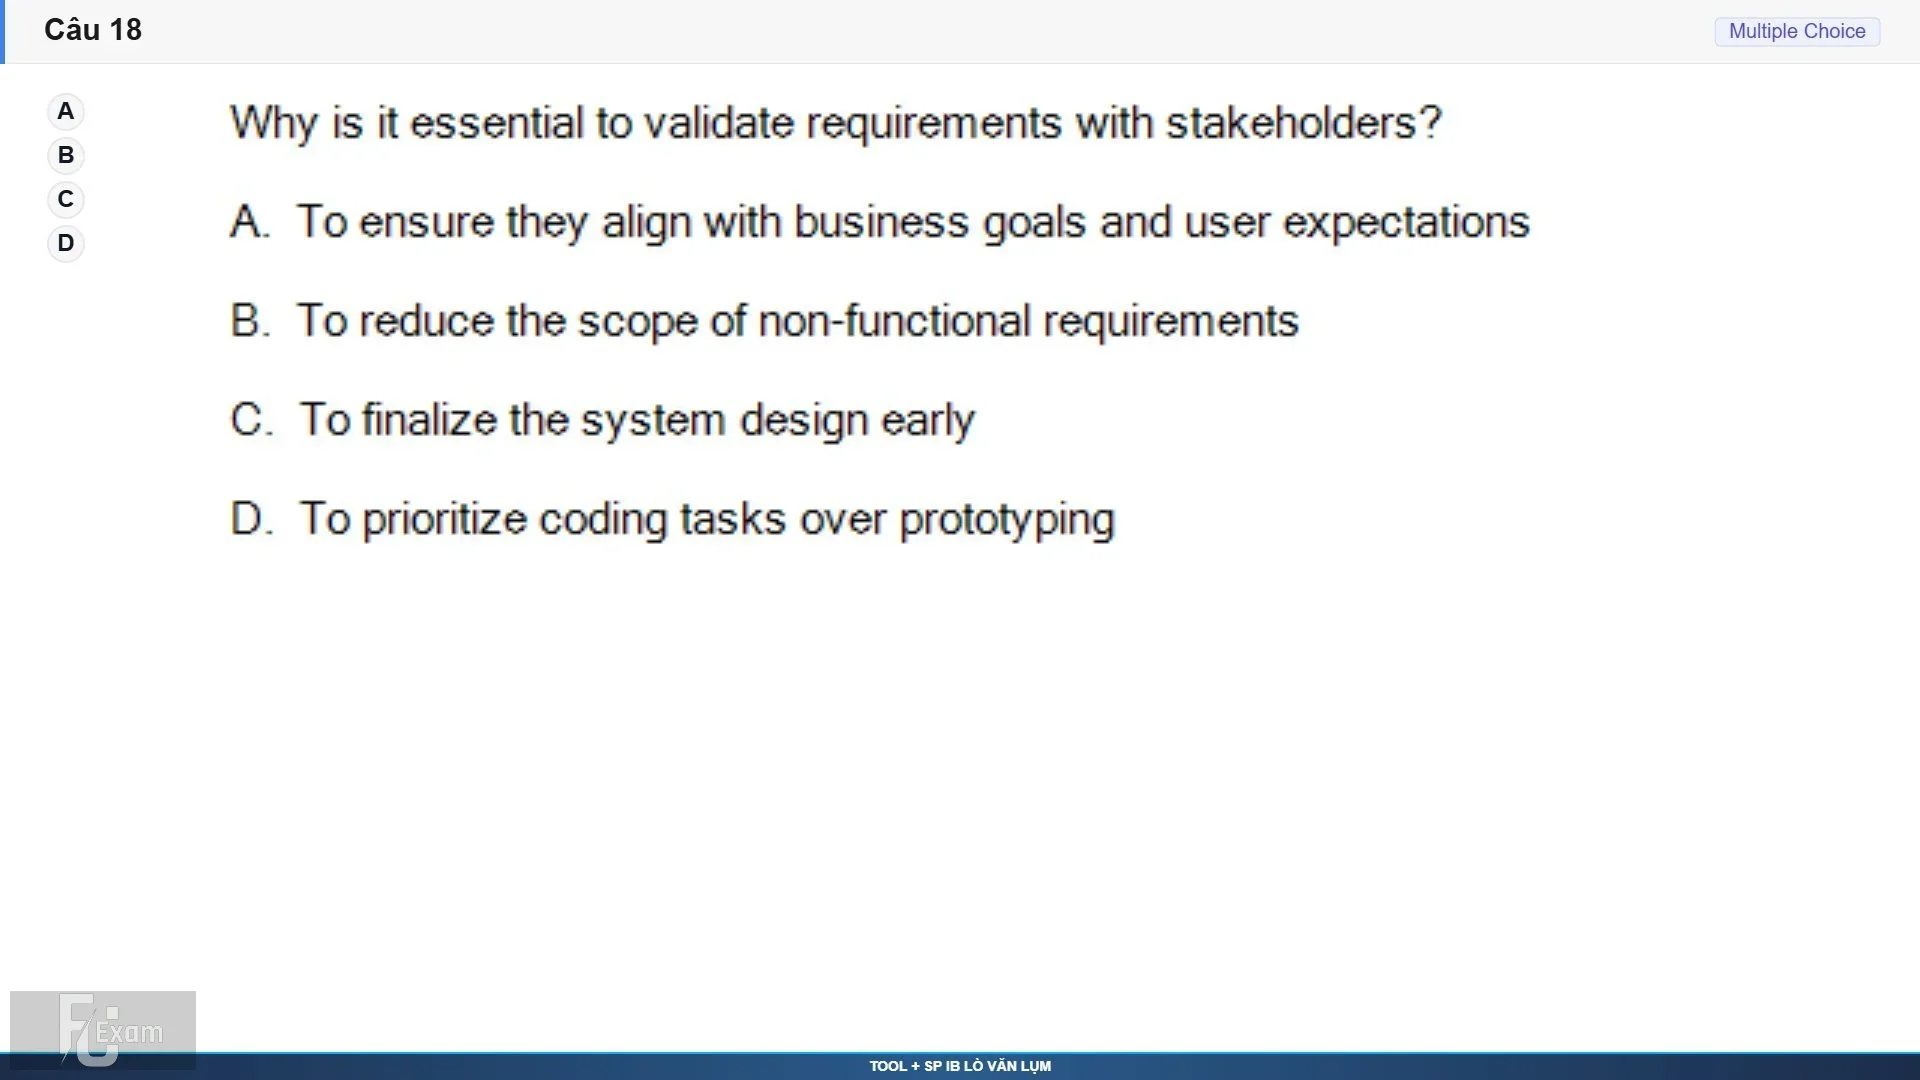 Câu 18
Multiple Choice
A
B
C
D
Why is it essential to validate requirements with stakeholders?
A. To ensure they align with business goals and user expectations
B. To reduce the scope of non-functional requirements
C. To finalize the system design early
D. To prioritize coding tasks over prototyping
FU Exam
TOOL + SP IB LÒ VĂN LỤM